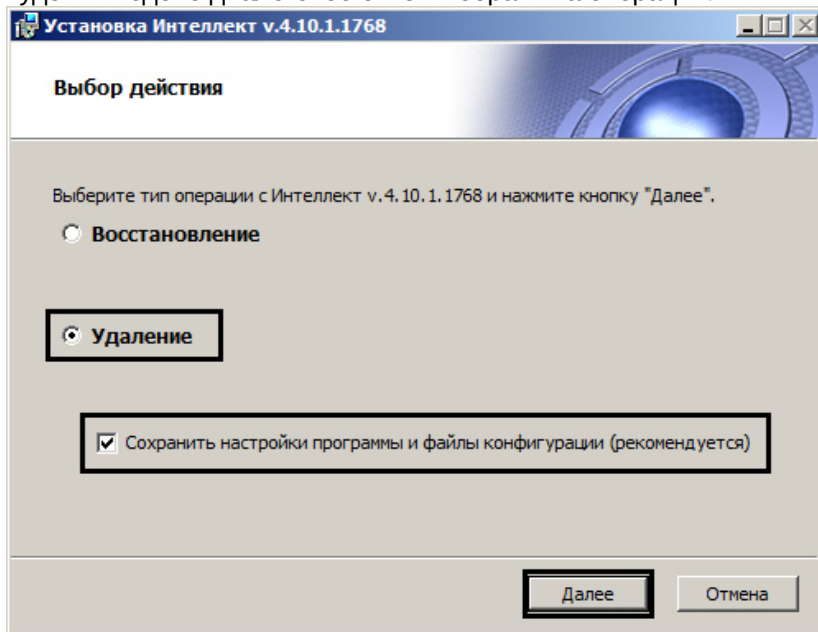 Установка Интеллект v.4.10.1.1768
Выбор действия
Выберите тип операции с Интеллект v.4.10.1.1768 и нажмите кнопку "Далее".
Восстановление
Удаление
Сохранить настройки программы и файлы конфигурации (рекомендуется)
Далее
Отмена